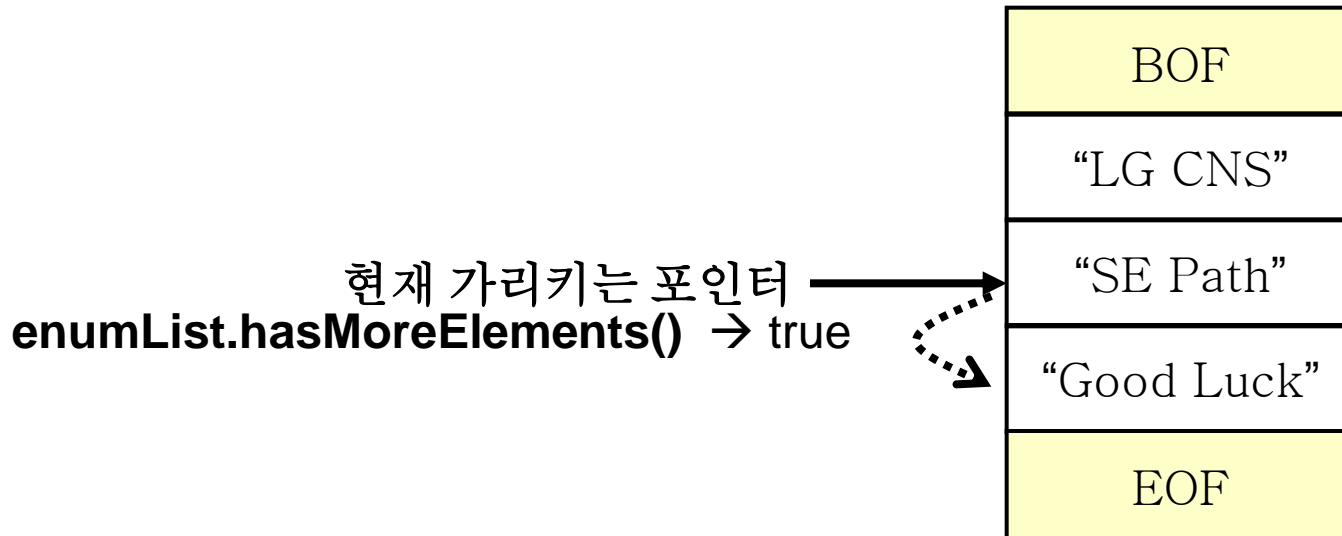 BOF
“LG CNS”
현재 가리키는 포인터
“SE Path”
enumList.hasMoreElements() → true
“Good Luck”
EOF